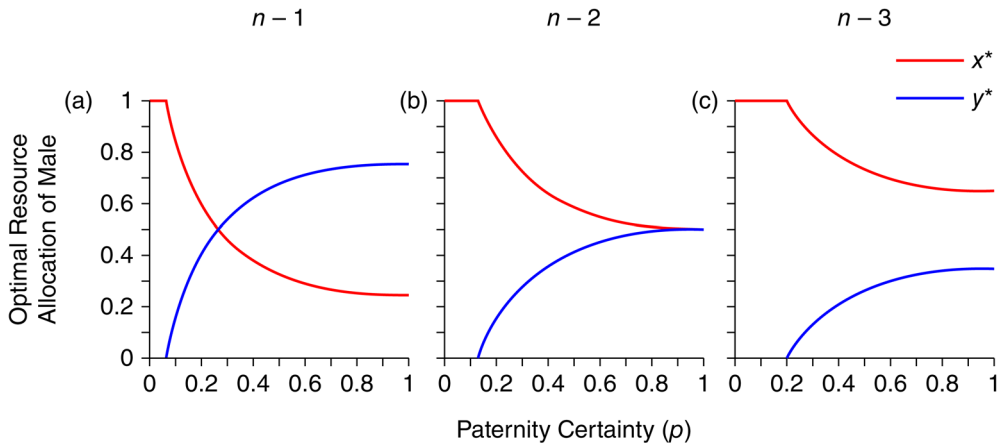 n – 1
n – 2
n – 3
x*
y*
(a)
(b)
(c)
1
0.8
0.6
0.4
0.2
0
Optimal Resource
Allocation of Male
0 0.2 0.4 0.6 0.8 1
0 0.2 0.4 0.6 0.8 1
0 0.2 0.4 0.6 0.8 1
Paternity Certainty (p)